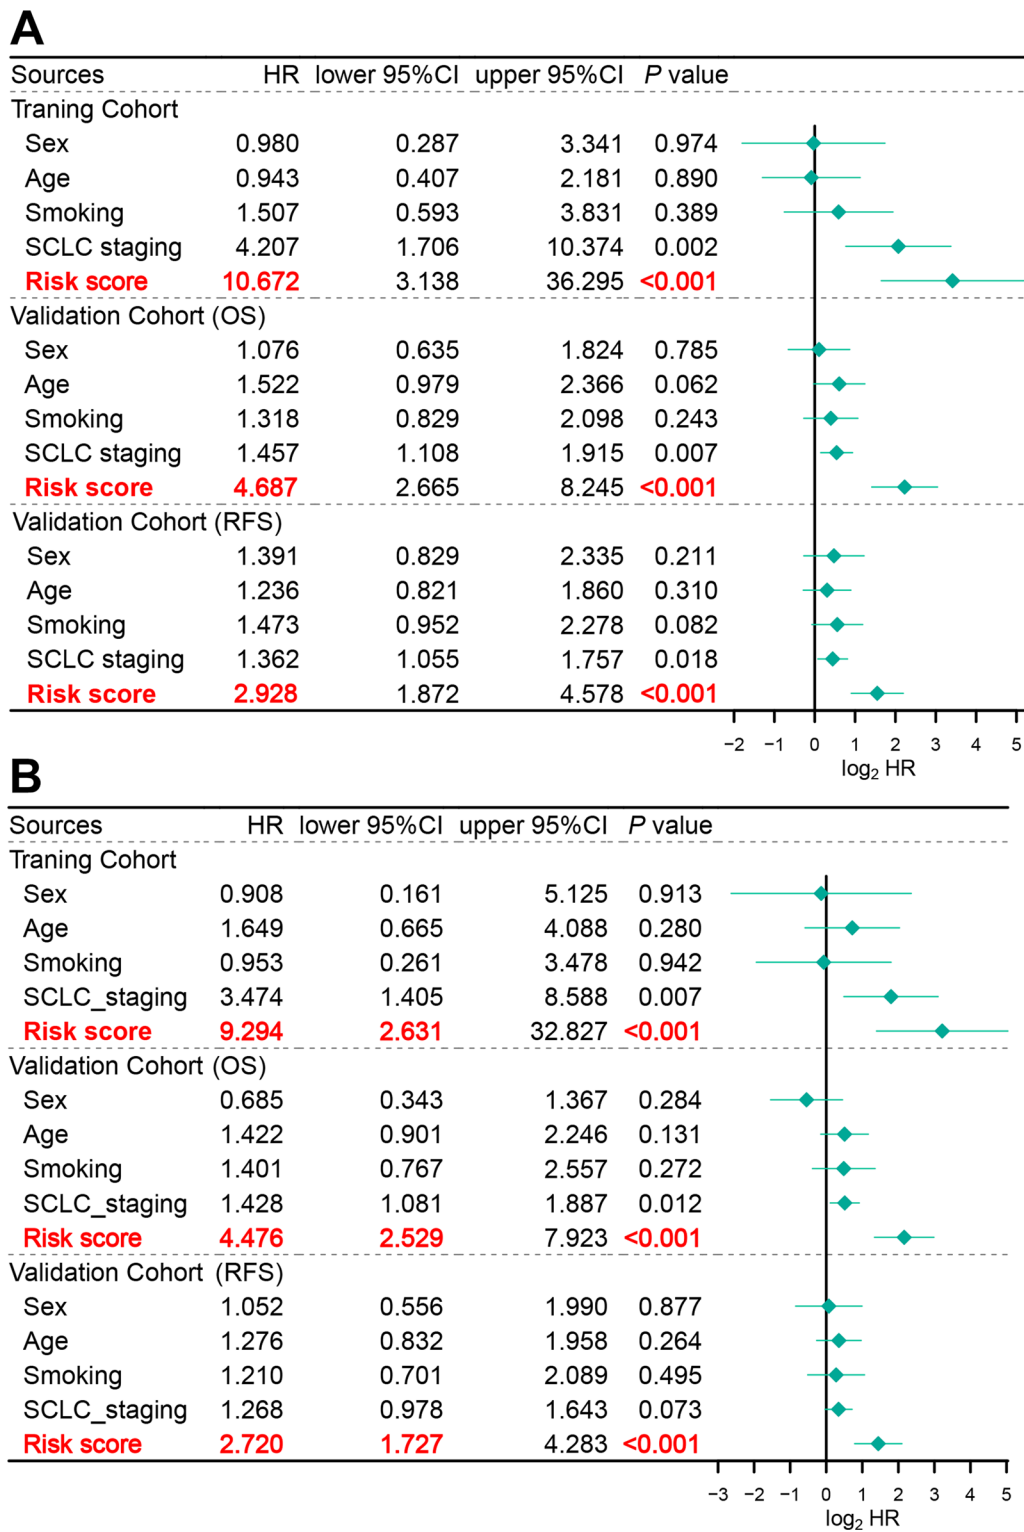 A
Sources HR lower 95%CI upper 95%CI P value
Traning Cohort
Sex 0.980 0.287 3.341 0.974
Age 0.943 0.407 2.181 0.890
Smoking 1.507 0.593 3.831 0.389
SCLC staging 4.207 1.706 10.374 0.002
Risk score 10.672 3.138 36.295 <0.001
Validation Cohort (OS)
Sex 1.076 0.635 1.824 0.785
Age 1.522 0.979 2.366 0.062
Smoking 1.318 0.829 2.098 0.243
SCLC staging 1.457 1.108 1.915 0.007
Risk score 4.687 2.665 8.245 <0.001
Validation Cohort (RFS)
Sex 1.391 0.829 2.335 0.211
Age 1.236 0.821 1.860 0.310
Smoking 1.473 0.952 2.278 0.082
SCLC staging 1.362 1.055 1.757 0.018
Risk score 2.928 1.872 4.578 <0.001
−2 −1 0 1 2 3 4 5
log₂ HR
B
Sources HR lower 95%CI upper 95%CI P value
Traning Cohort
Sex 0.908 0.161 5.125 0.913
Age 1.649 0.665 4.088 0.280
Smoking 0.953 0.261 3.478 0.942
SCLC_staging 3.474 1.405 8.588 0.007
Risk score 9.294 2.631 32.827 <0.001
Validation Cohort (OS)
Sex 0.685 0.343 1.367 0.284
Age 1.422 0.901 2.246 0.131
Smoking 1.401 0.767 2.557 0.272
SCLC_staging 1.428 1.081 1.887 0.012
Risk score 4.476 2.529 7.923 <0.001
Validation Cohort (RFS)
Sex 1.052 0.556 1.990 0.877
Age 1.276 0.832 1.958 0.264
Smoking 1.210 0.701 2.089 0.495
SCLC_staging 1.268 0.978 1.643 0.073
Risk score 2.720 1.727 4.283 <0.001
−3 −2 −1 0 1 2 3 4 5
log₂ HR